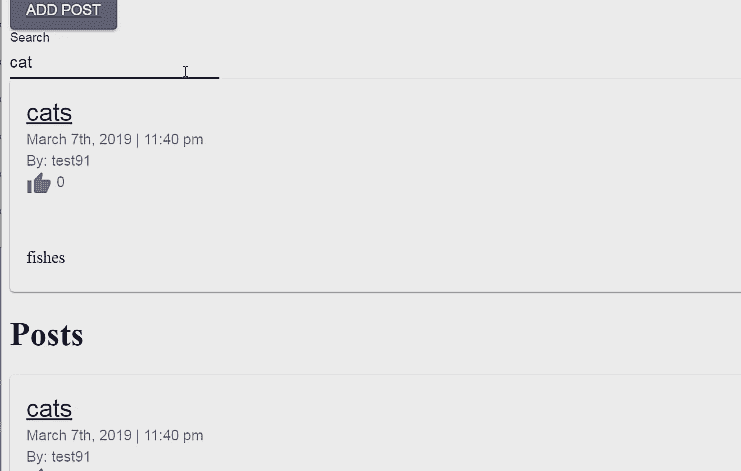 ADD POST
Search
cat
cats
March 7th, 2019 | 11:40 pm
By: test91
0
fishes
Posts
cats
March 7th, 2019 | 11:40 pm
By: test91